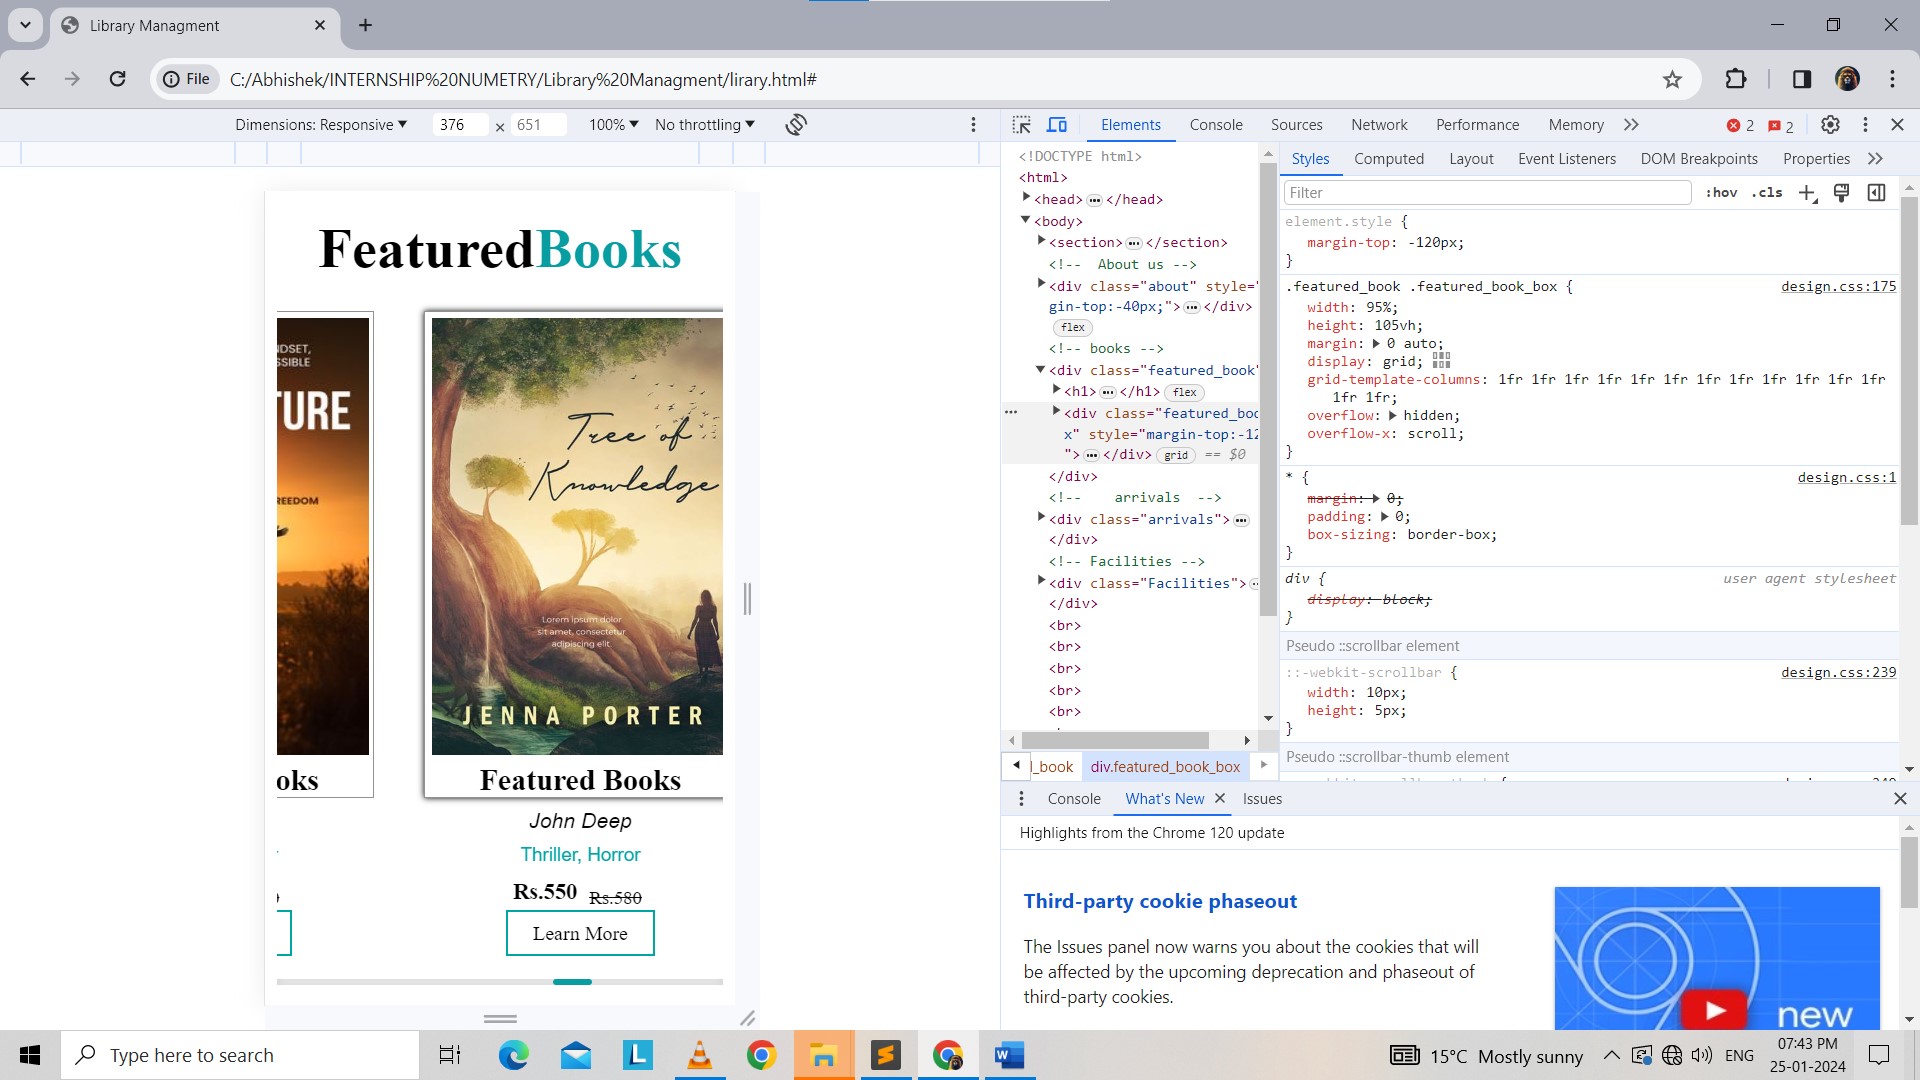 Library Managment
File
C:/Abhishek/INTERNSHIP%20NUMETRY/Library%20Managment/lirary.html#
Dimensions: Responsive
376
×
651
100%
No throttling
FeaturedBooks
NDSET,
SSIBLE
TURE
REEDOM
oks
Tree of
Knowledge
Lorem ipsum dolor
sit amet, consectetur
adipiscing elit.
JENNA PORTER
Featured Books
John Deep
Thriller, Horror
Rs.550 Rs.580
Learn More
Elements Console Sources Network Performance Memory
2
2
<!DOCTYPE html>
<html>
<head> ••• </head>
<body>
<section> ••• </section>
<!-- About us -->
<div class="about" style="
gin-top:-40px;"> ••• </div>
flex
<!-- books -->
<div class="featured_book"
<h1> ••• </h1> flex
••• <div class="featured_boo
x" style="margin-top:-12
"> ••• </div> grid == $0
</div>
<!-- arrivals -->
<div class="arrivals"> •••
</div>
<!-- Facilities -->
<div class="Facilities">
</div>
<br>
<br>
<br>
<br>
<br>
l_book div.featured_book_box
Styles Computed Layout Event Listeners DOM Breakpoints Properties
Filter
:hov .cls
element.style {
margin-top: -120px;
}
.featured_book .featured_book_box { design.css:175
width: 95%;
height: 105vh;
margin: 0 auto;
display: grid;
grid-template-columns: 1fr 1fr 1fr 1fr 1fr 1fr 1fr 1fr 1fr 1fr 1fr 1fr
1fr 1fr;
overflow: hidden;
overflow-x: scroll;
}
* { design.css:1
margin: 0;
padding: 0;
box-sizing: border-box;
}
div { user agent stylesheet
display: block;
}
Pseudo ::scrollbar element
::-webkit-scrollbar { design.css:239
width: 10px;
height: 5px;
}
Pseudo ::scrollbar-thumb element
Console What's New Issues
Highlights from the Chrome 120 update
Third-party cookie phaseout
The Issues panel now warns you about the cookies that will
be affected by the upcoming deprecation and phaseout of
third-party cookies.
new
Type here to search
15°C Mostly sunny
ENG
07:43 PM
25-01-2024